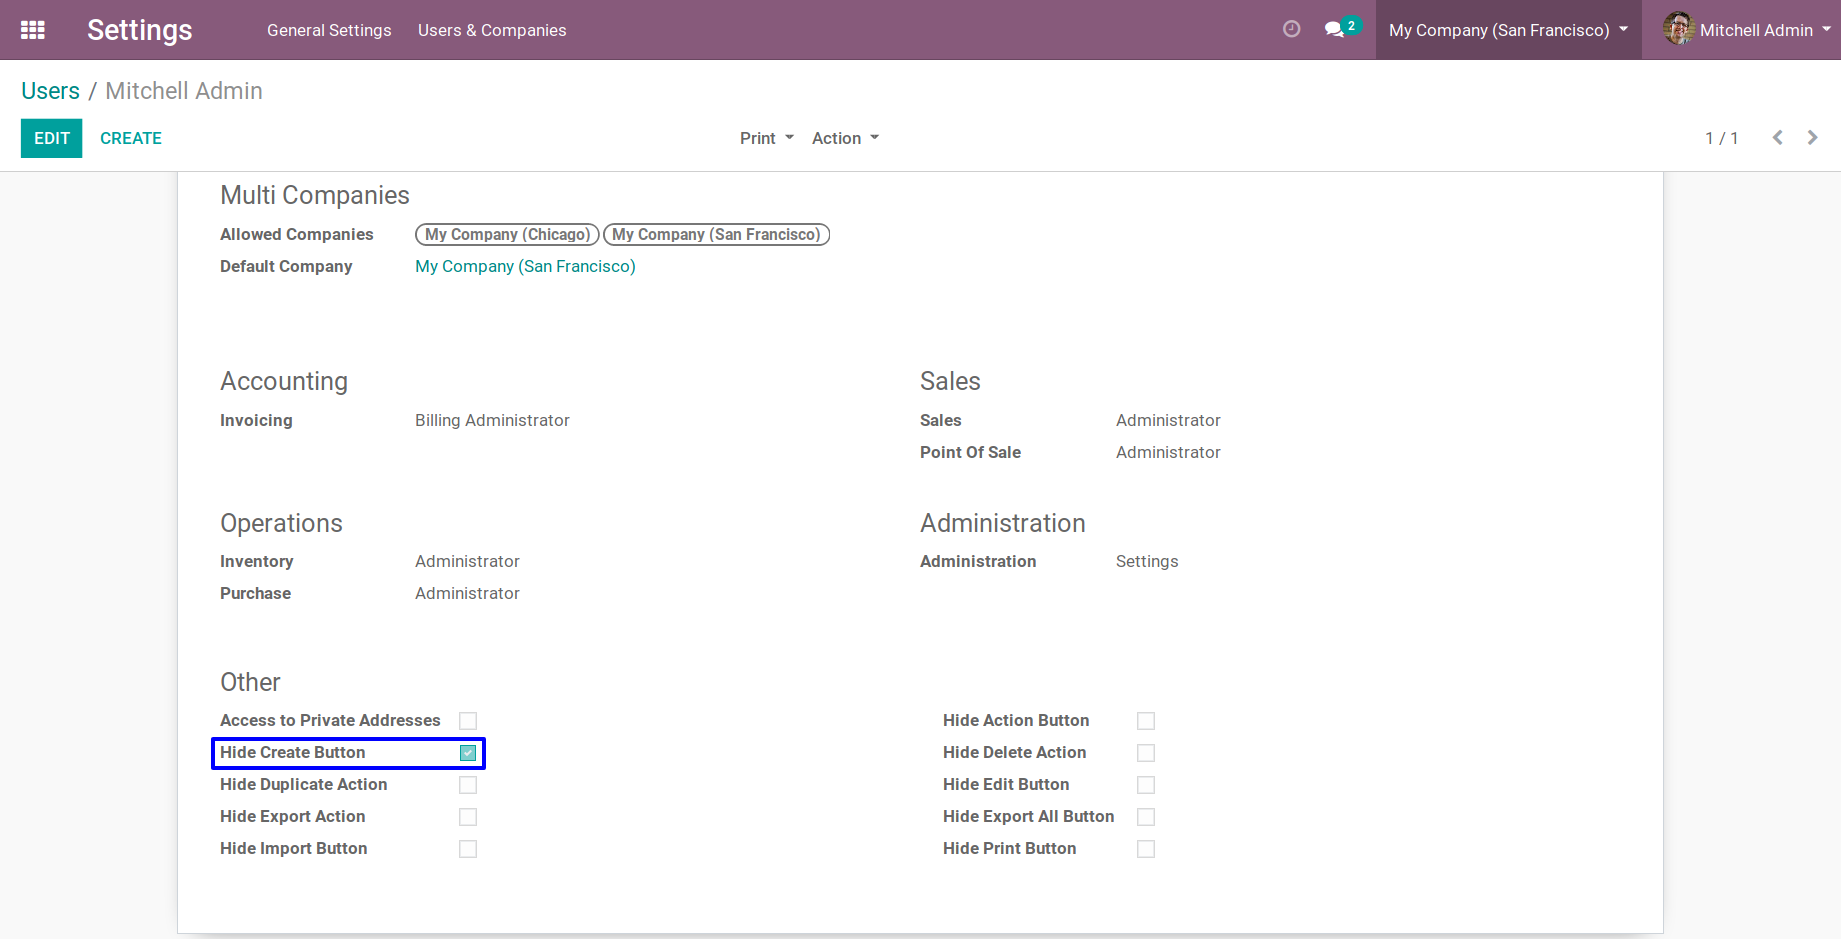 Settings General Settings Users & Companies 2 My Company (San Francisco) Mitchell Admin
Users / Mitchell Admin
EDIT CREATE Print Action 1 / 1
Multi Companies
Allowed Companies My Company (Chicago) My Company (San Francisco)
Default Company My Company (San Francisco)
Accounting Sales
Invoicing Billing Administrator Sales Administrator
Point Of Sale Administrator
Operations Administration
Inventory Administrator Administration Settings
Purchase Administrator
Other
Access to Private Addresses Hide Action Button
Hide Create Button Hide Delete Action
Hide Duplicate Action Hide Edit Button
Hide Export Action Hide Export All Button
Hide Import Button Hide Print Button